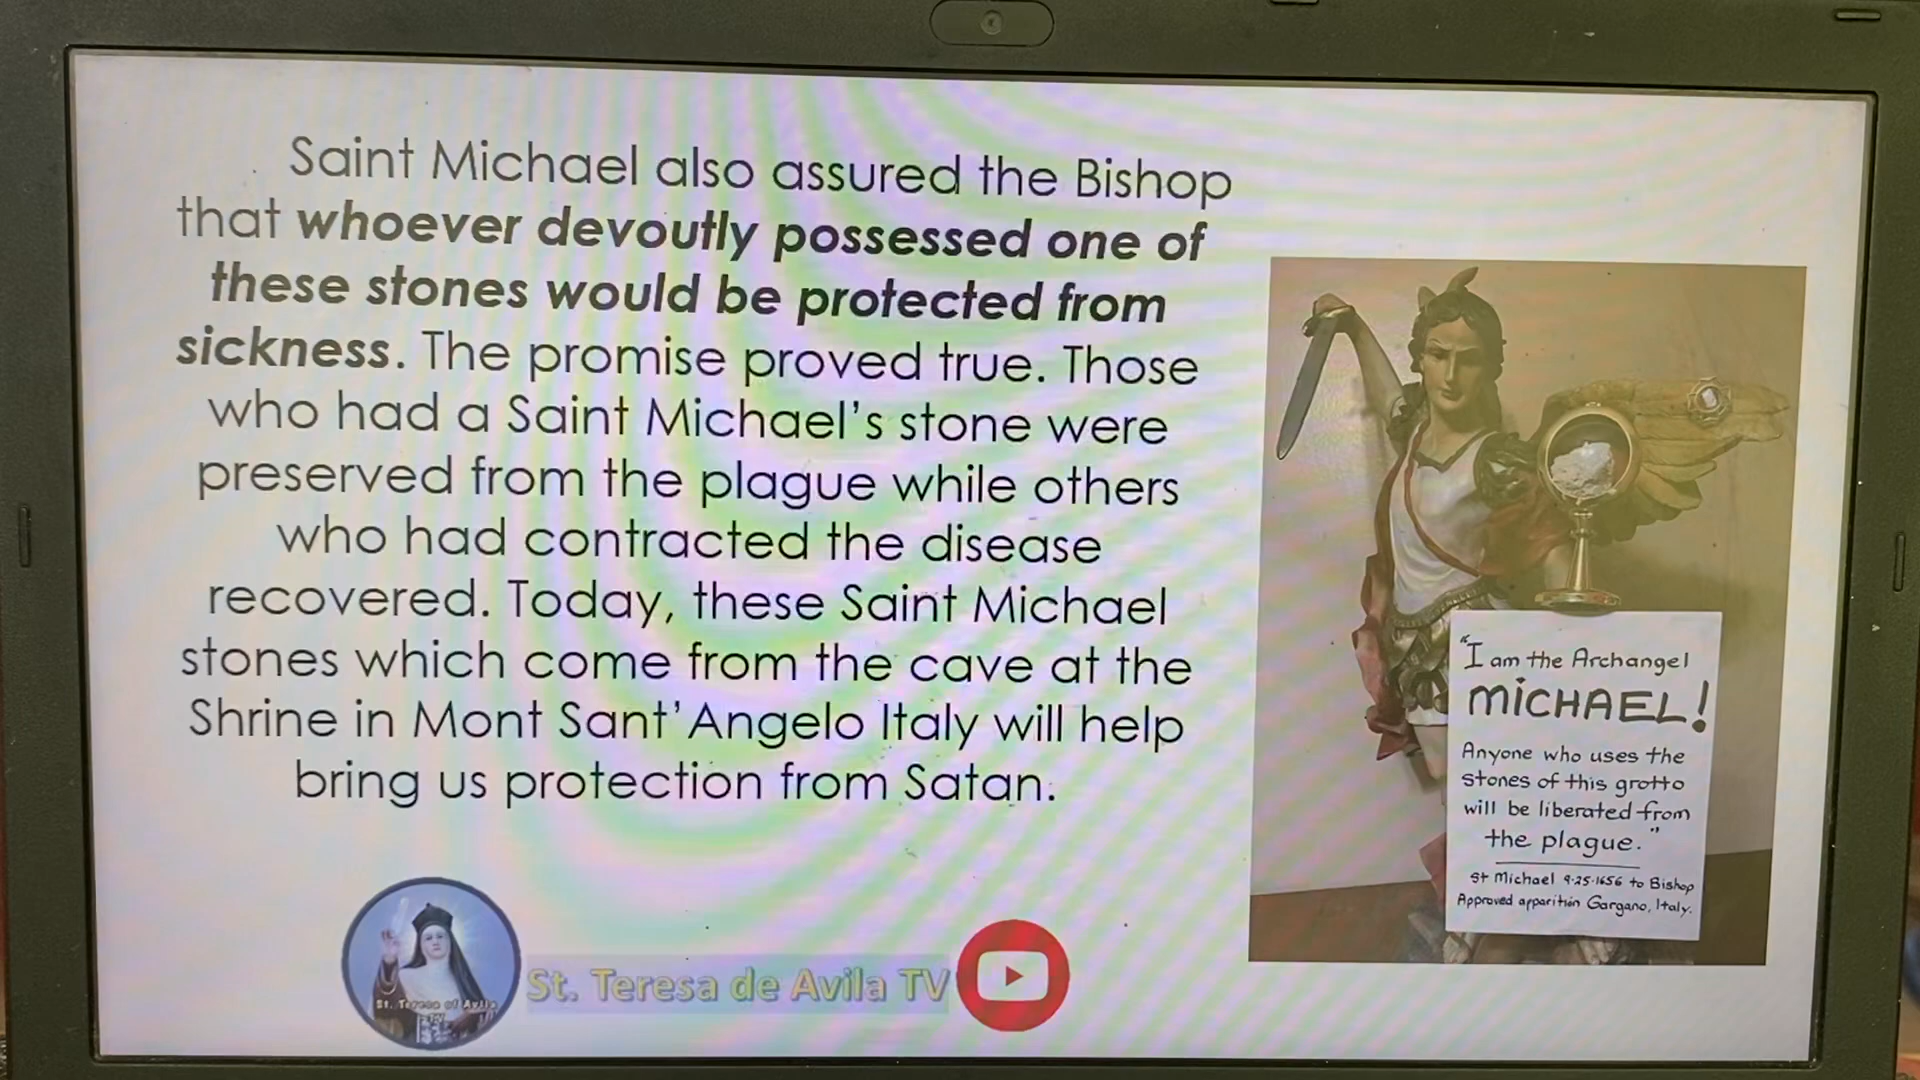 Saint Michael also assured the Bishop
that whoever devoutly possessed one of
these stones would be protected from
sickness. The promise proved true. Those
who had a Saint Michael's stone were
preserved from the plague while others
who had contracted the disease
recovered. Today, these Saint Michael
stones which come from the cave at the
Shrine in Mont Sant'Angelo Italy will help
bring us protection from Satan.
"I am the Archangel
MiCHAEL!
Anyone who uses the
stones of this grotto
will be liberated from
the plague."
St Michael 9·25·1656 to Bishop
Approved apparition Gargano, Italy.
St. Teresa of Avila
TV
St. Teresa de Avila TV